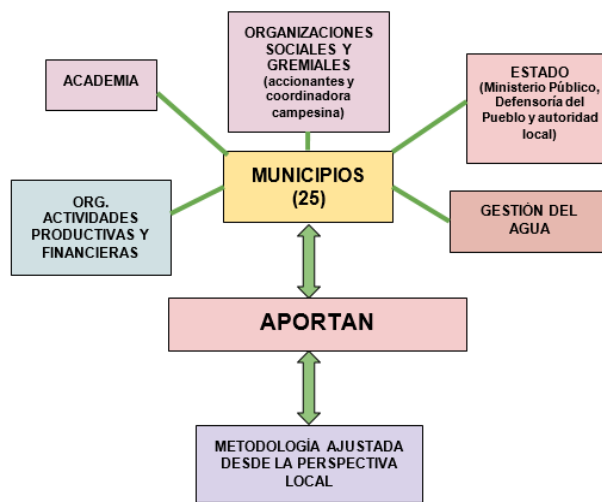 ORGANIZACIONES
SOCIALES Y
GREMIALES
(accionantes y
coordinadora
campesina)
ACADEMIA
ESTADO
(Ministerio Público,
Defensoría del
Pueblo y autoridad
local)
MUNICIPIOS
(25)
ORG.
ACTIVIDADES
PRODUCTIVAS Y
FINANCIERAS
GESTIÓN DEL
AGUA
APORTAN
METODOLOGÍA AJUSTADA
DESDE LA PERSPECTIVA
LOCAL